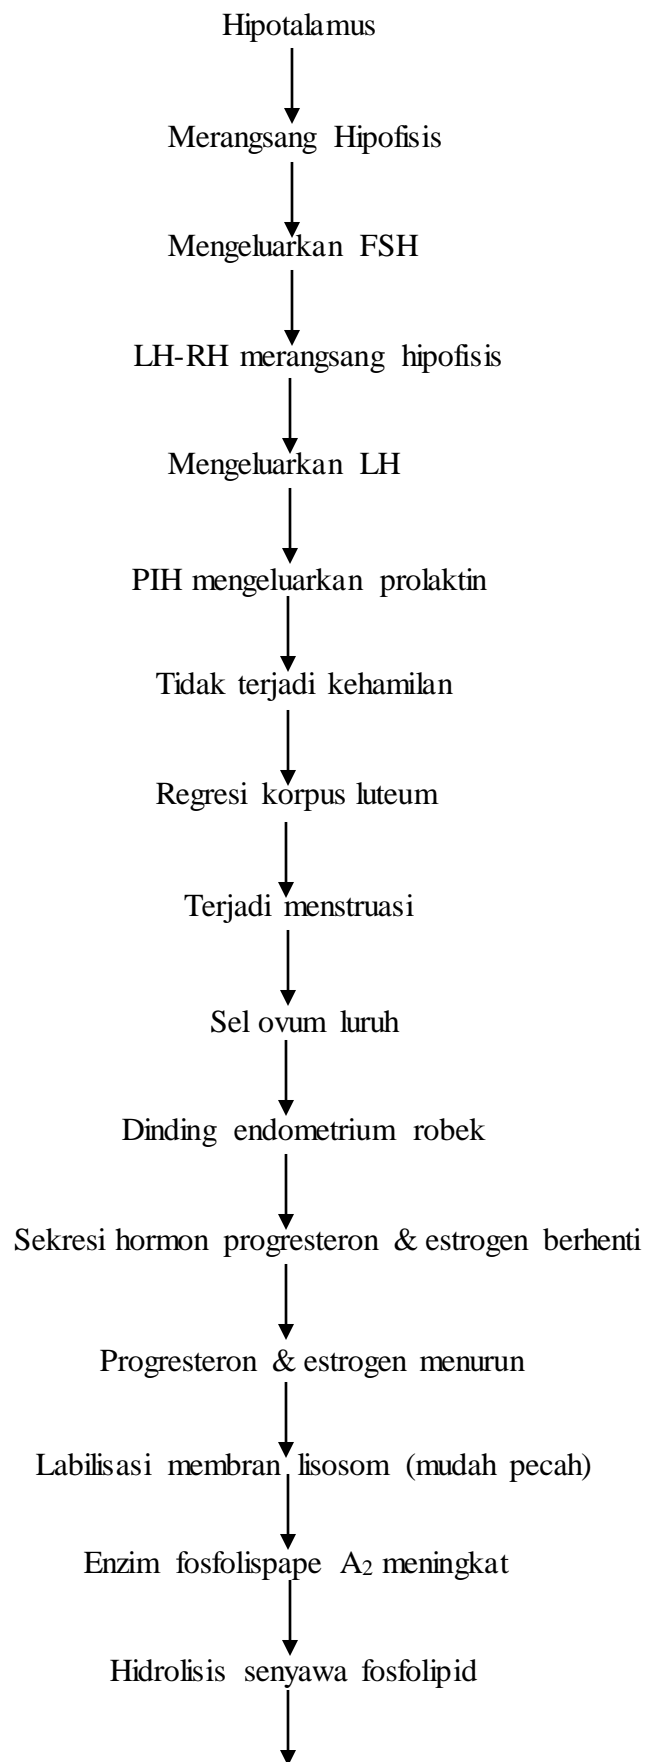 Hipotalamus
Merangsang Hipofisis
Mengeluarkan FSH
LH-RH merangsang hipofisis
Mengeluarkan LH
PIH mengeluarkan prolaktin
Tidak terjadi kehamilan
Regresi korpus luteum
Terjadi menstruasi
Sel ovum luruh
Dinding endometrium robek
Sekresi hormon progresteron & estrogen berhenti
Progresteron & estrogen menurun
Labilisasi membran lisosom (mudah pecah)
Enzim fosfolispape A₂ meningkat
Hidrolisis senyawa fosfolipid